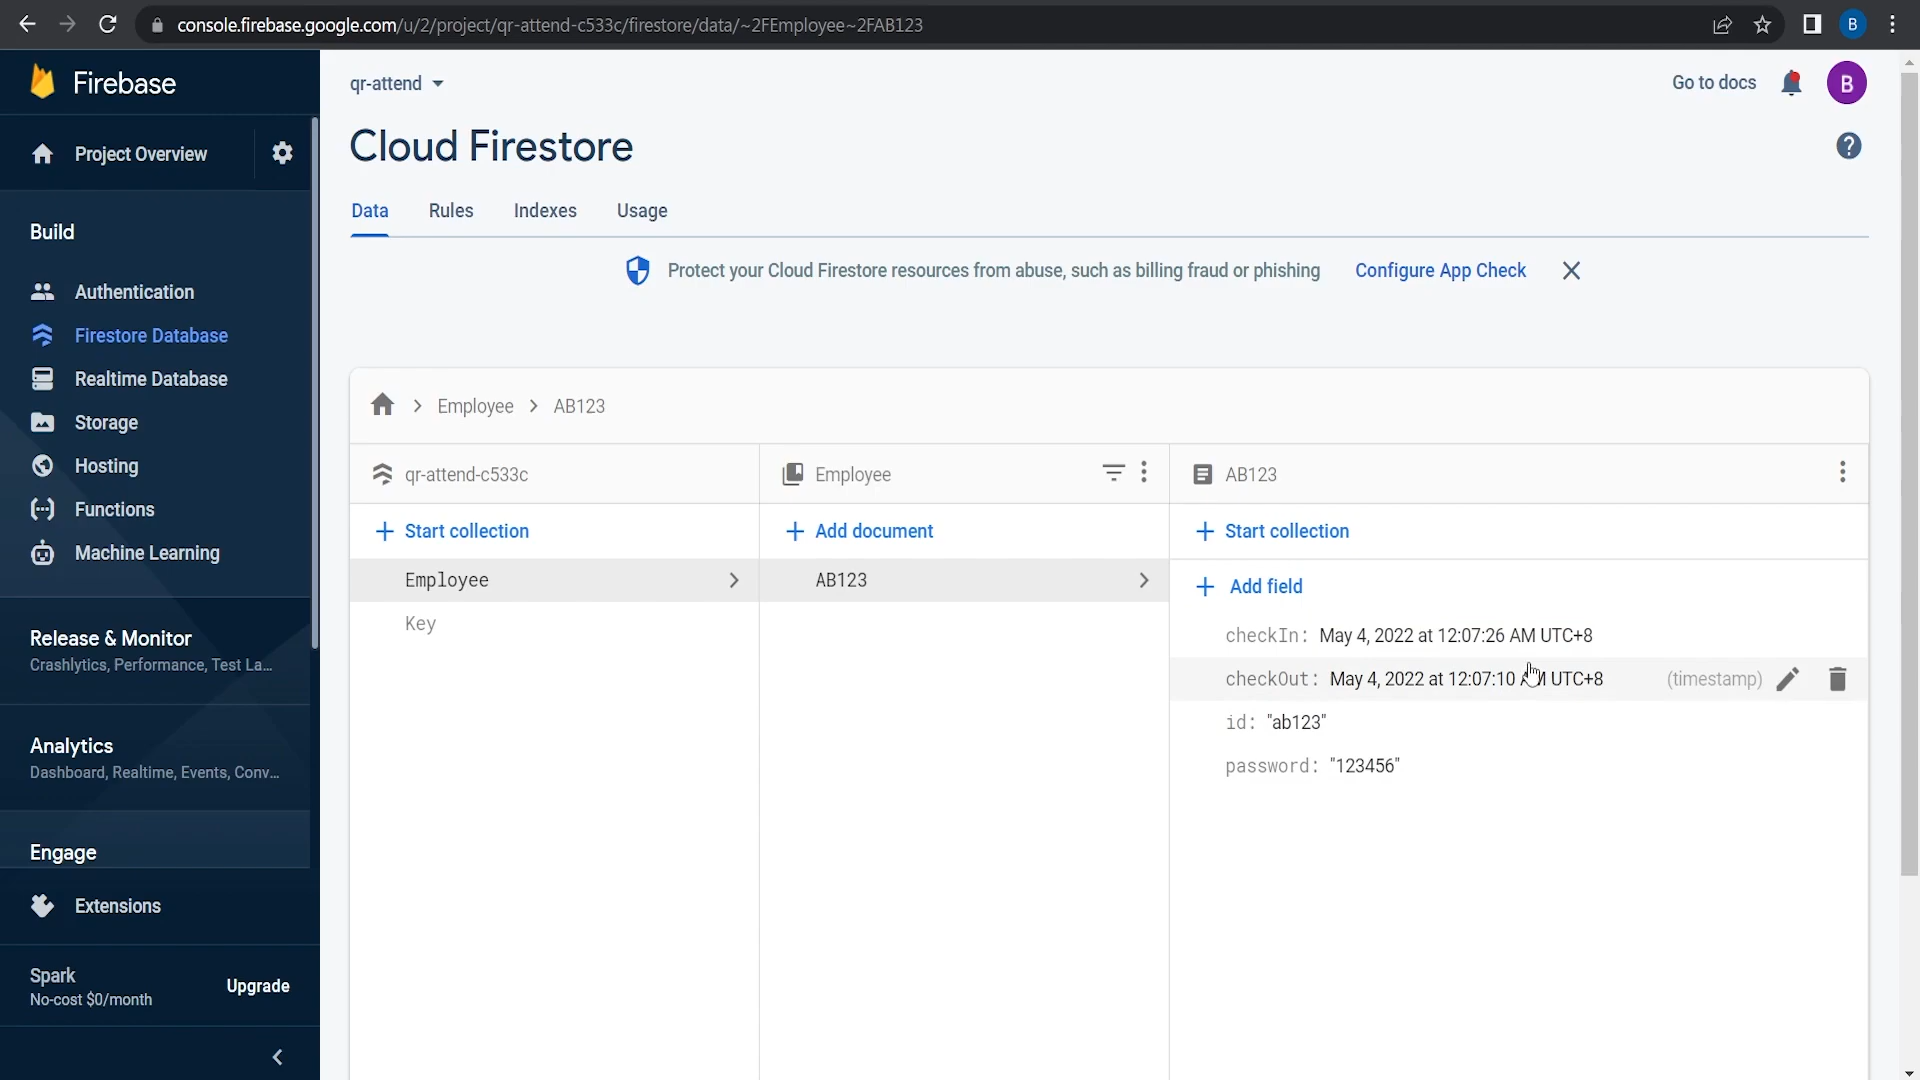 console.firebase.google.com/u/2/project/qr-attend-c533c/firestore/data/~2FEmployee~2FAB123
B
Firebase
Project Overview
Build
Authentication
Firestore Database
Realtime Database
Storage
Hosting
Functions
Machine Learning
Release & Monitor
Crashlytics, Performance, Test La...
Analytics
Dashboard, Realtime, Events, Conv...
Engage
Extensions
Spark
No-cost $0/month
Upgrade
qr-attend
Go to docs
B
Cloud Firestore
?
Data Rules Indexes Usage
Protect your Cloud Firestore resources from abuse, such as billing fraud or phishing Configure App Check
Employee > AB123
qr-attend-c533c
Start collection
Employee
Key
Employee
Add document
AB123
AB123
Start collection
Add field
checkIn: May 4, 2022 at 12:07:26 AM UTC+8
checkOut: May 4, 2022 at 12:07:10 AM UTC+8 (timestamp)
id: "ab123"
password: "123456"